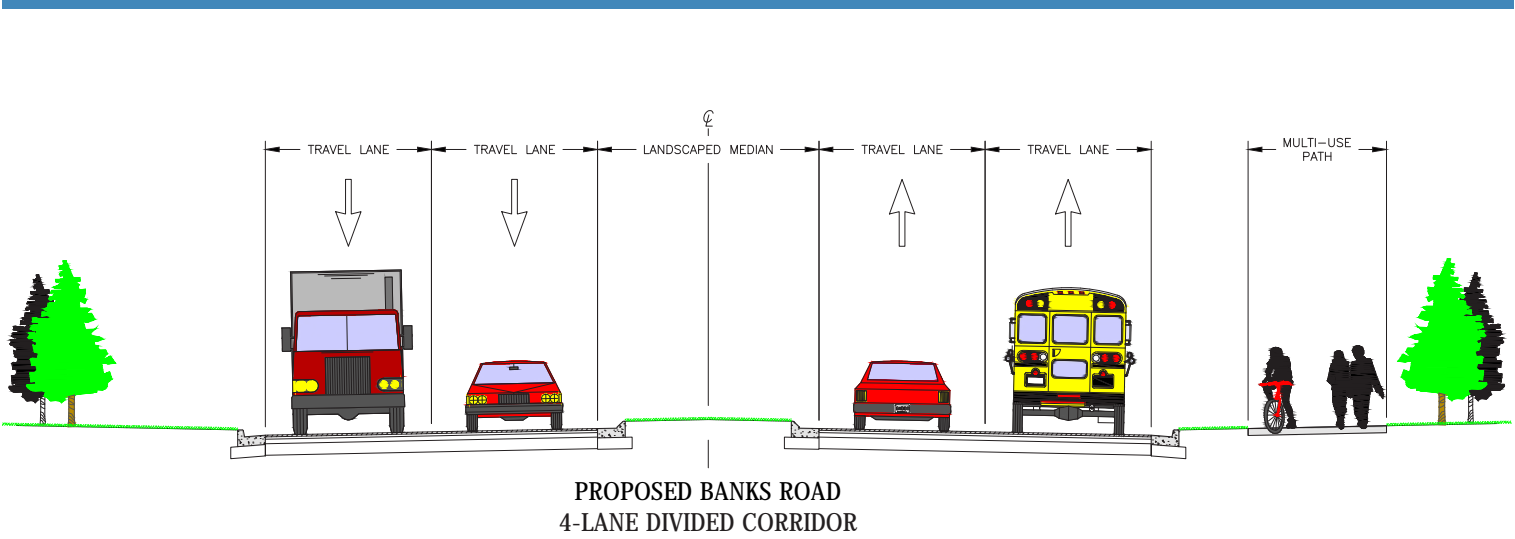 ℄
TRAVEL LANE
TRAVEL LANE
LANDSCAPED MEDIAN
TRAVEL LANE
TRAVEL LANE
MULTI-USE
PATH
PROPOSED BANKS ROAD
4-LANE DIVIDED CORRIDOR